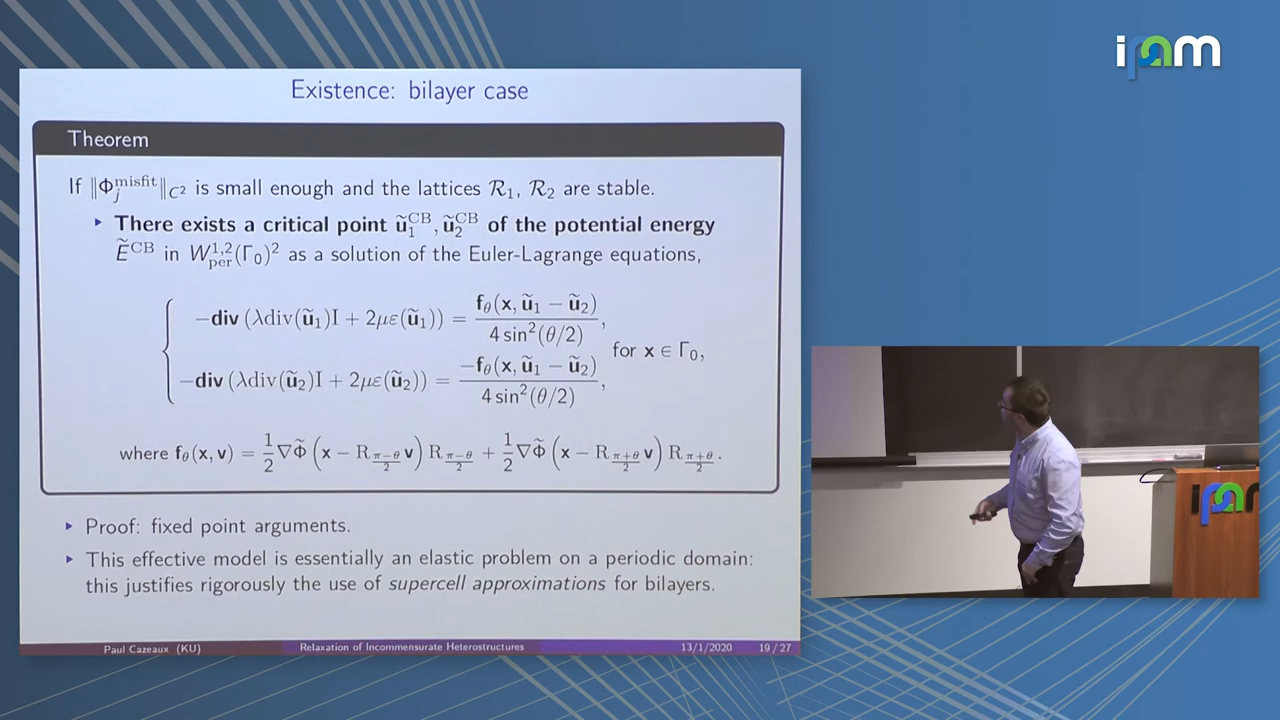 ipam
Existence: bilayer case
Theorem
If ‖Φ_j^misfit‖_{C²} is small enough and the lattices R₁, R₂ are stable.
▸ There exists a critical point ũ₁^CB, ũ₂^CB of the potential energy
Ẽ^CB in W^{1,2}_per(Γ₀)² as a solution of the Euler-Lagrange equations,
−div (λdiv(ũ₁)I + 2με(ũ₁)) = f_θ(x, ũ₁ − ũ₂) / 4 sin²(θ/2),
−div (λdiv(ũ₂)I + 2με(ũ₂)) = −f_θ(x, ũ₁ − ũ₂) / 4 sin²(θ/2),
for x ∈ Γ₀,
where f_θ(x, v) = 1/2 ∇Φ̃ (x − R_{(π−θ)/2} v) R_{(π−θ)/2} + 1/2 ∇Φ̃ (x − R_{(π+θ)/2} v) R_{(π+θ)/2}.
▸ Proof: fixed point arguments.
▸ This effective model is essentially an elastic problem on a periodic domain:
this justifies rigorously the use of supercell approximations for bilayers.
Paul Cazeaux (KU) Relaxation of Incommensurate Heterostructures 13/1/2020 19 / 27
ipam